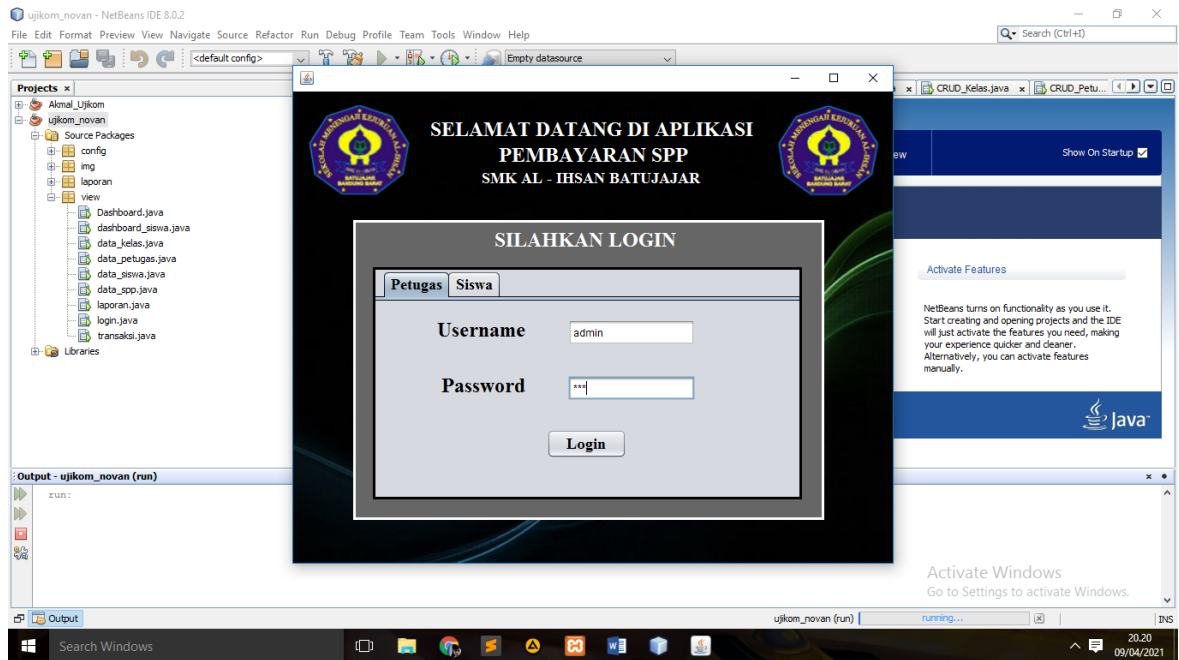 ujikom_novan - NetBeans IDE 8.0.2
File Edit Format Preview View Navigate Source Refactor Run Debug Profile Team Tools Window Help
Search (Ctrl+I)
<default config>
Empty datasource
Projects
CRUD_Kelas.java
CRUD_Petu...
Akmal_Ujikom
ujikom_novan
Source Packages
config
img
laporan
view
Dashboard.java
dashboard_siswa.java
data_kelas.java
data_petugas.java
data_siswa.java
data_spp.java
laporan.java
login.java
transaksi.java
Libraries
SELAMAT DATANG DI APLIKASI
PEMBAYARAN SPP
SMK AL - IHSAN BATUJAJAR
BATUJAJAR
BANDUNG BARAT
BATUJAJAR
BANDUNG BARAT
SILAHKAN LOGIN
Petugas Siswa
Username admin
Password ***
Login
ew
Show On Startup
Activate Features
NetBeans turns on functionality as you use it.
Start creating and opening projects and the IDE
will just activate the features you need, making
your experience quicker and cleaner.
Alternatively, you can activate features
manually.
Java
Output - ujikom_novan (run)
run:
Activate Windows
Go to Settings to activate Windows.
Output
ujikom_novan (run) running... INS
Search Windows
20.20
09/04/2021